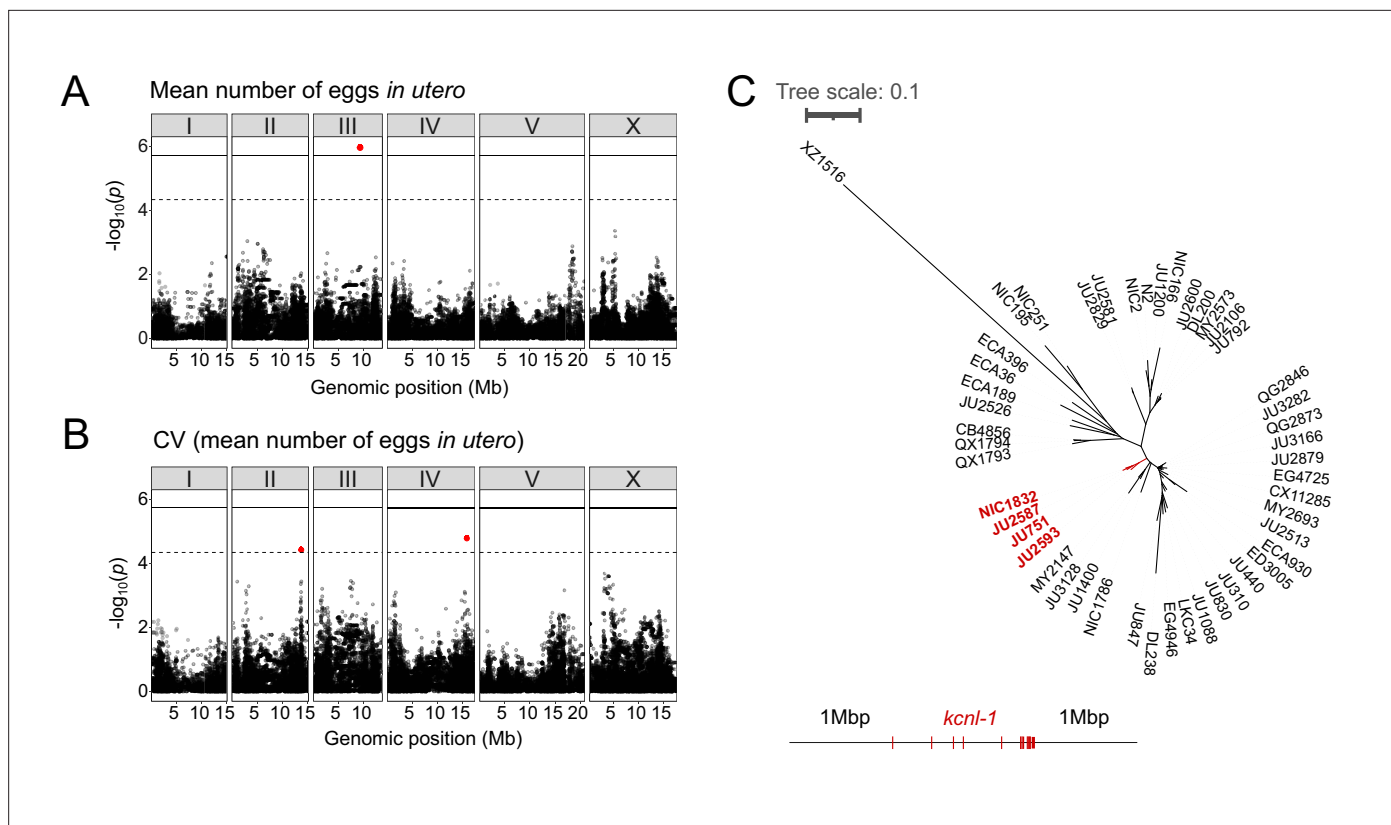 A
Mean number of eggs in utero
I II III IV V X
6
4
2
0
-log10(p)
5 10 15 5 10 15 5 10 5 10 15 5 10 15 20 5 10 15
Genomic position (Mb)
B
CV (mean number of eggs in utero)
I II III IV V X
6
4
2
0
-log10(p)
5 10 15 5 10 15 5 10 5 10 15 5 10 15 20 5 10 15
Genomic position (Mb)
C
Tree scale: 0.1
XZ1516
NIC251
NIC195
ECA396
ECA36
ECA189
JU2526
CB4856
QX1794
QX1793
NIC1832
JU2587
JU751
JU2593
MY2147
JU3128
JU1400
NIC1786
JU847
DL238
EG4946
LKC34
JU1088
JU830
JU310
JU440
ED3005
ECA930
JU2513
MY2693
CX11285
EG4725
JU2879
JU3166
QG2873
JU3282
QG2846
JU792
JU2106
MY2573
DL200
JU2600
NIC166
JU1200
N2
NIC2
JU2581
JU2829
1Mbp kcnl-1 1Mbp